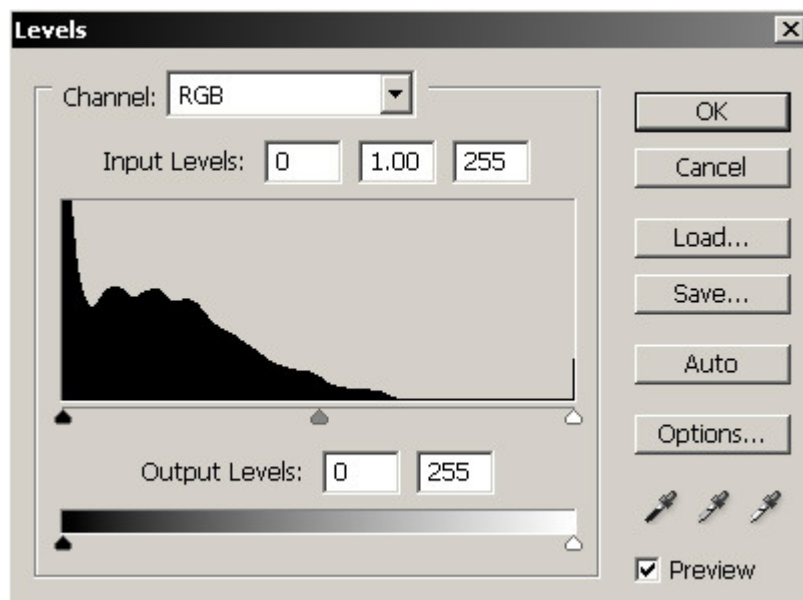 Levels
Channel: RGB
OK
Input Levels: 0 1.00 255
Cancel
Load...
Save...
Auto
Options...
Output Levels: 0 255
Preview